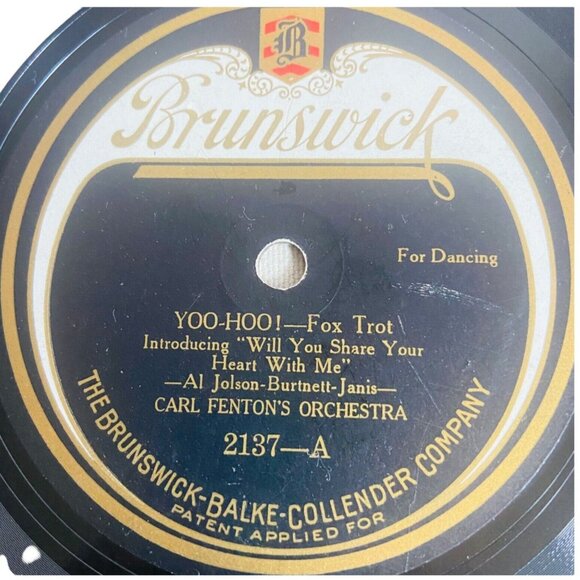 B
Brunswick
For Dancing
YOO-HOO!—Fox Trot
Introducing "Will You Share Your
Heart With Me"
—Al Jolson-Burtnett-Janis—
CARL FENTON'S ORCHESTRA
2137—A
THE BRUNSWICK-BALKE-COLLENDER COMPANY
PATENT APPLIED FOR